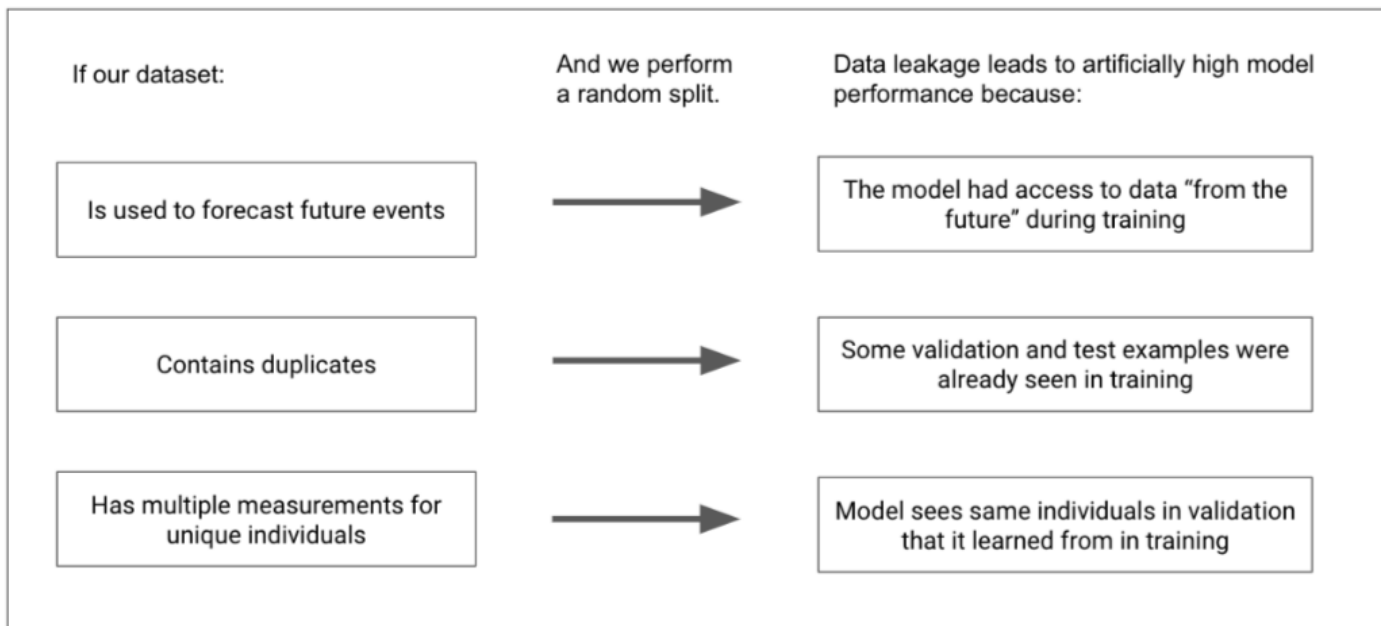 If our dataset:
And we perform
a random split.
Data leakage leads to artificially high model
performance because:
Is used to forecast future events
The model had access to data “from the
future” during training
Contains duplicates
Some validation and test examples were
already seen in training
Has multiple measurements for
unique individuals
Model sees same individuals in validation
that it learned from in training